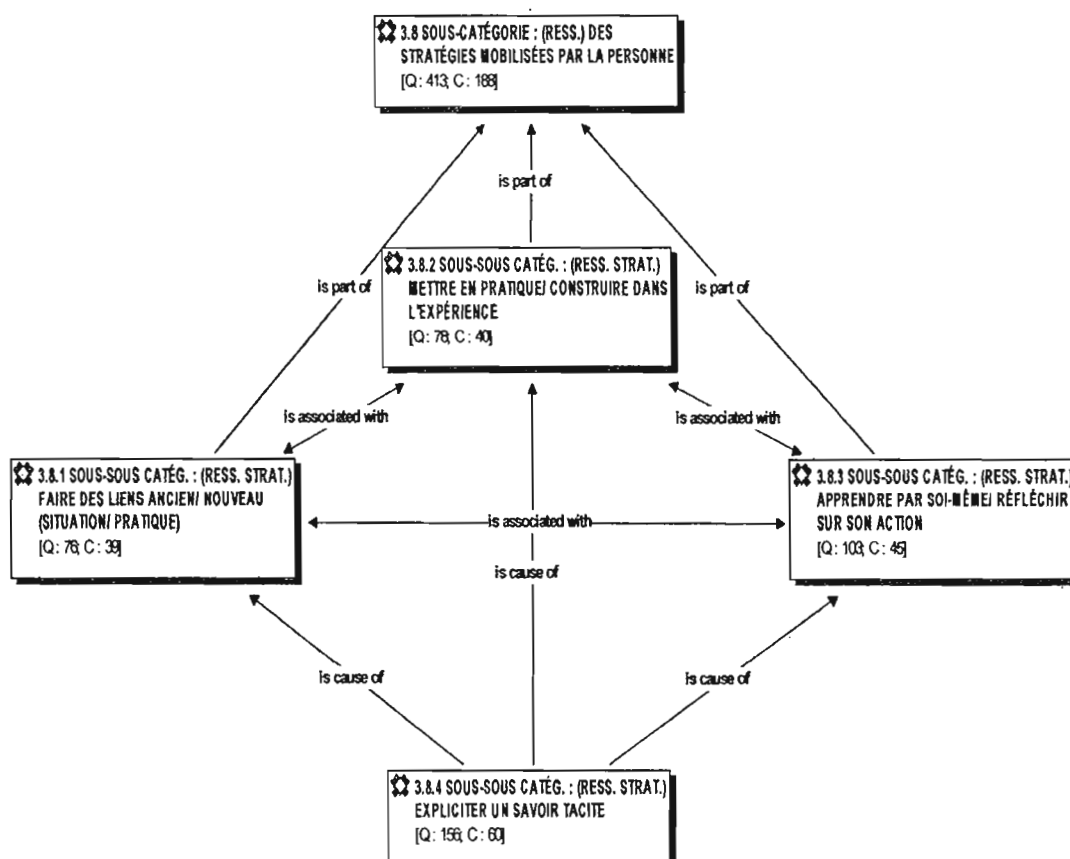 3.8 SOUS-CATÉGORIE : (RESS.) DES
STRATÉGIES MOBILISÉES PAR LA PERSONNE
[Q : 413; C : 188]
is part of
3.8.2 SOUS-SOUS CATÉG. : (RESS. STRAT.)
METTRE EN PRATIQUE/ CONSTRUIRE DANS
L'EXPÉRIENCE
[Q : 78; C : 40]
is part of
is part of
is associated with
is associated with
3.8.1 SOUS-SOUS CATÉG. : (RESS. STRAT.)
FAIRE DES LIENS ANCIEN/ NOUVEAU
(SITUATION/ PRATIQUE)
[Q : 76; C : 39]
3.8.3 SOUS-SOUS CATÉG. : (RESS. STRAT.)
APPRENDRE PAR SOI-MÊME/ RÉFLÉCHIR
SUR SON ACTION
[Q : 103; C : 45]
is associated with
is cause of
is cause of
is cause of
3.8.4 SOUS-SOUS CATÉG. : (RESS. STRAT.)
EXPLICITER UN SAVOIR TACITE
[Q : 156; C : 60]